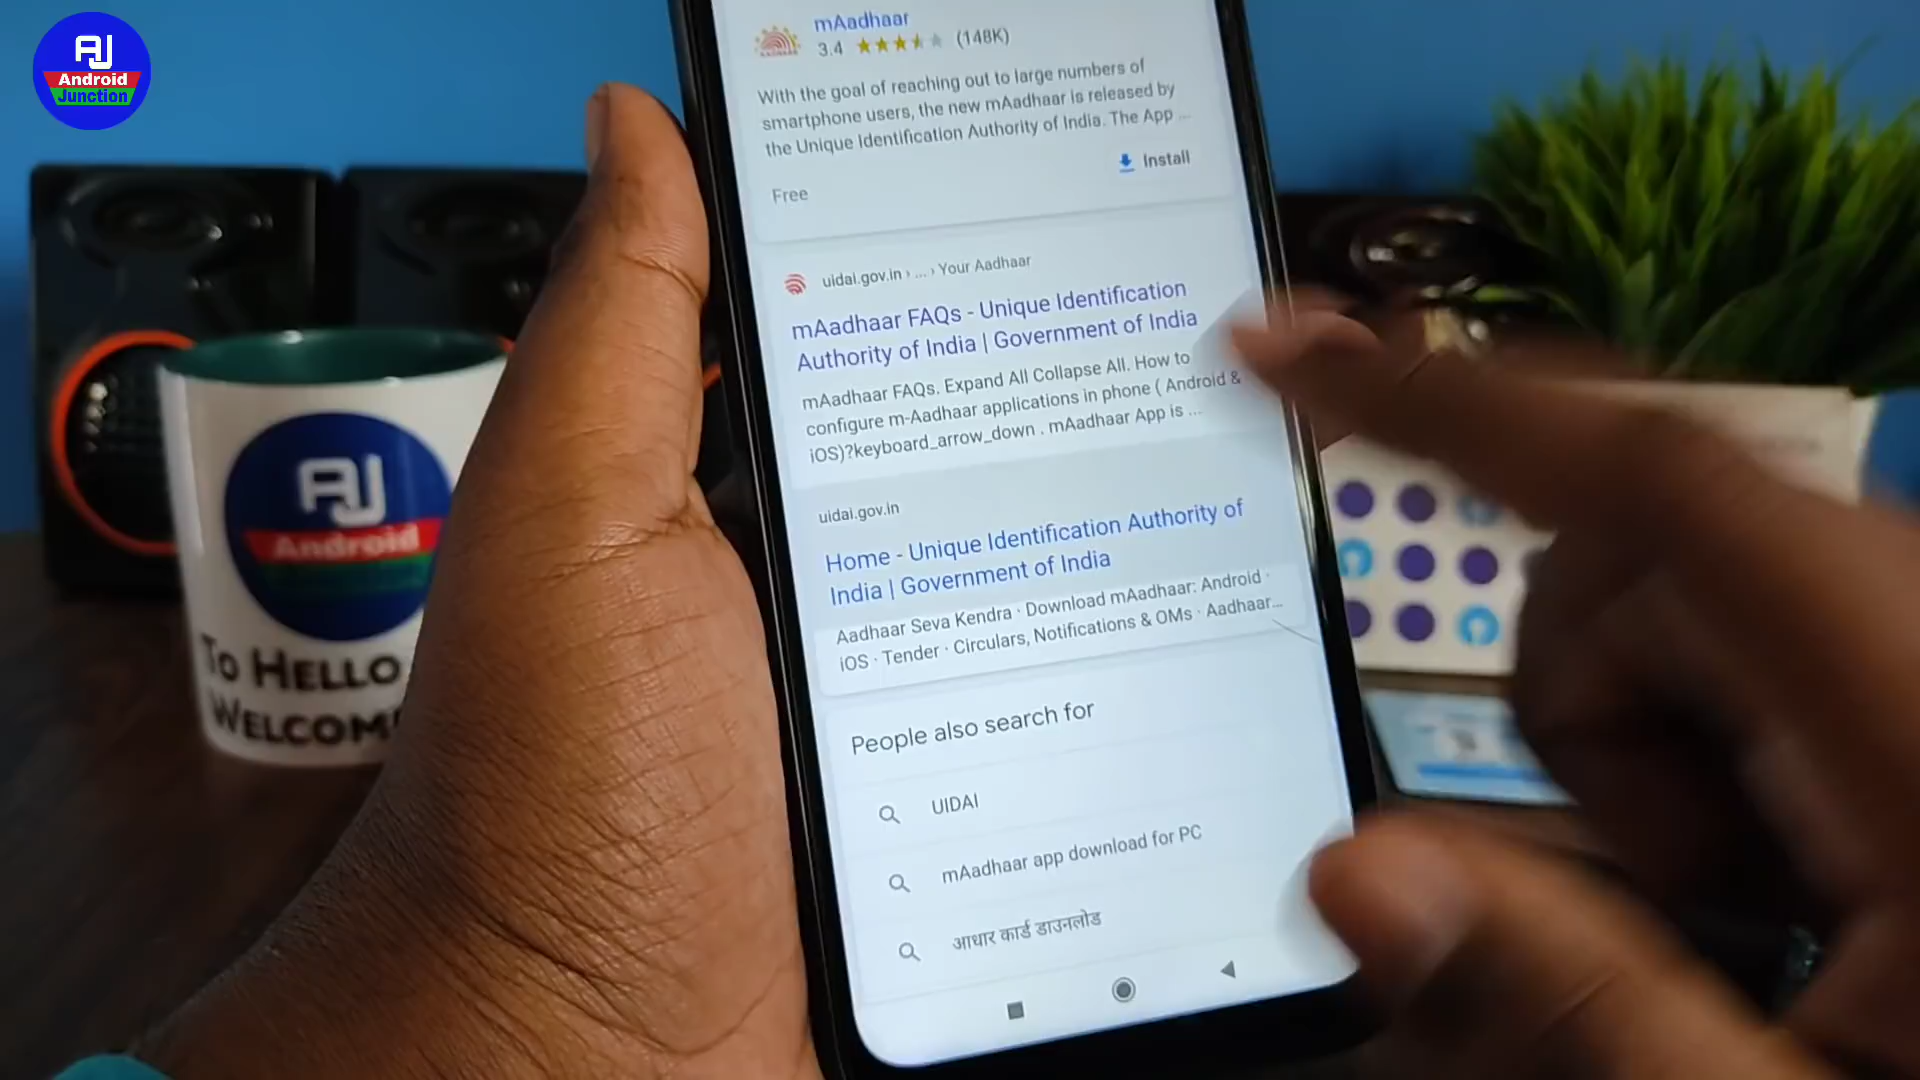 AJ
Android
Junction
mAadhaar
3.4 (148K)
With the goal of reaching out to large numbers of
smartphone users, the new mAadhaar is released by
the Unique Identification Authority of India. The App ...
Install
Free
uidai.gov.in › ... › Your Aadhaar
mAadhaar FAQs - Unique Identification
Authority of India | Government of India
mAadhaar FAQs. Expand All Collapse All. How to
configure m-Aadhaar applications in phone ( Android &
iOS)?keyboard_arrow_down . mAadhaar App is ...
uidai.gov.in
Home - Unique Identification Authority of
India | Government of India
Aadhaar Seva Kendra · Download mAadhaar: Android ·
iOS · Tender · Circulars, Notifications & OMs · Aadhaar...
People also search for
UIDAI
mAadhaar app download for PC
आधार कार्ड डाउनलोड
AJ
Android
To HELLO
WELCOM